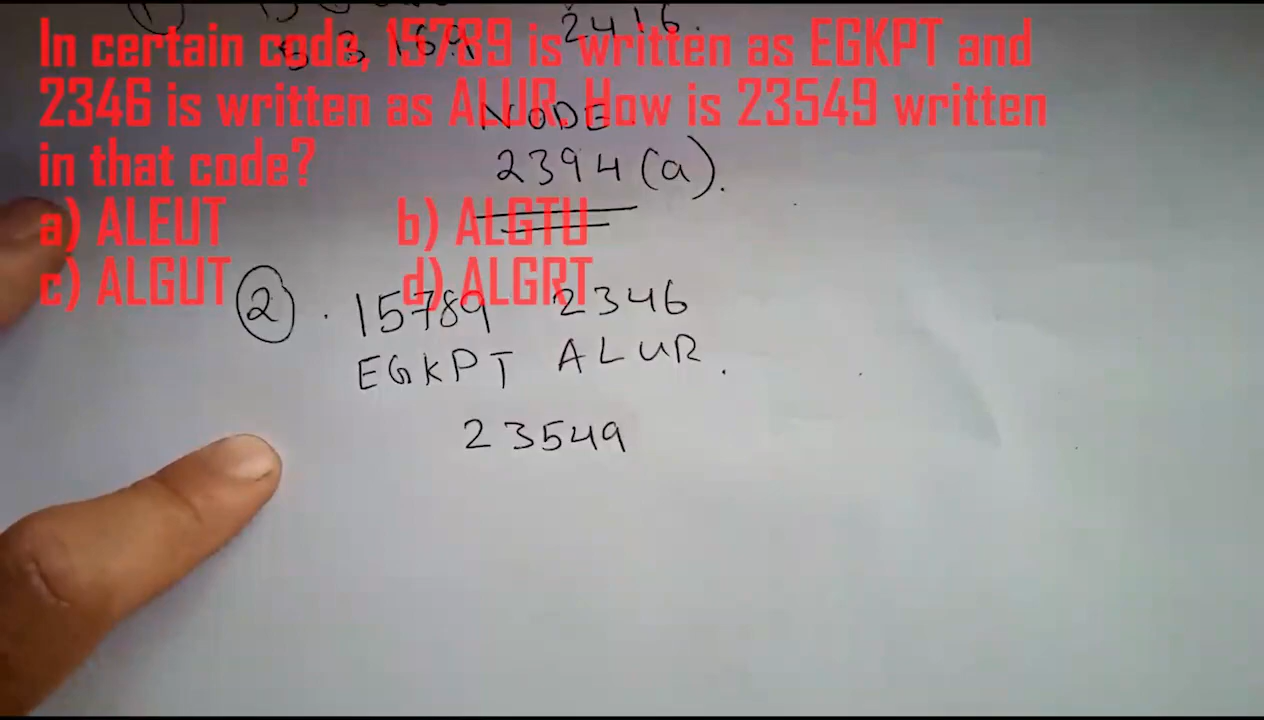 2416.
In certain code, 15789 is written as EGKPT and
2346 is written as ALUR. How is 23549 written
in that code?
NODE
2394 (a).
a) ALEUT b) ALGTU
c) ALGUT d) ALGRT
2. 15789 2346
EGKPT ALUR.
23549